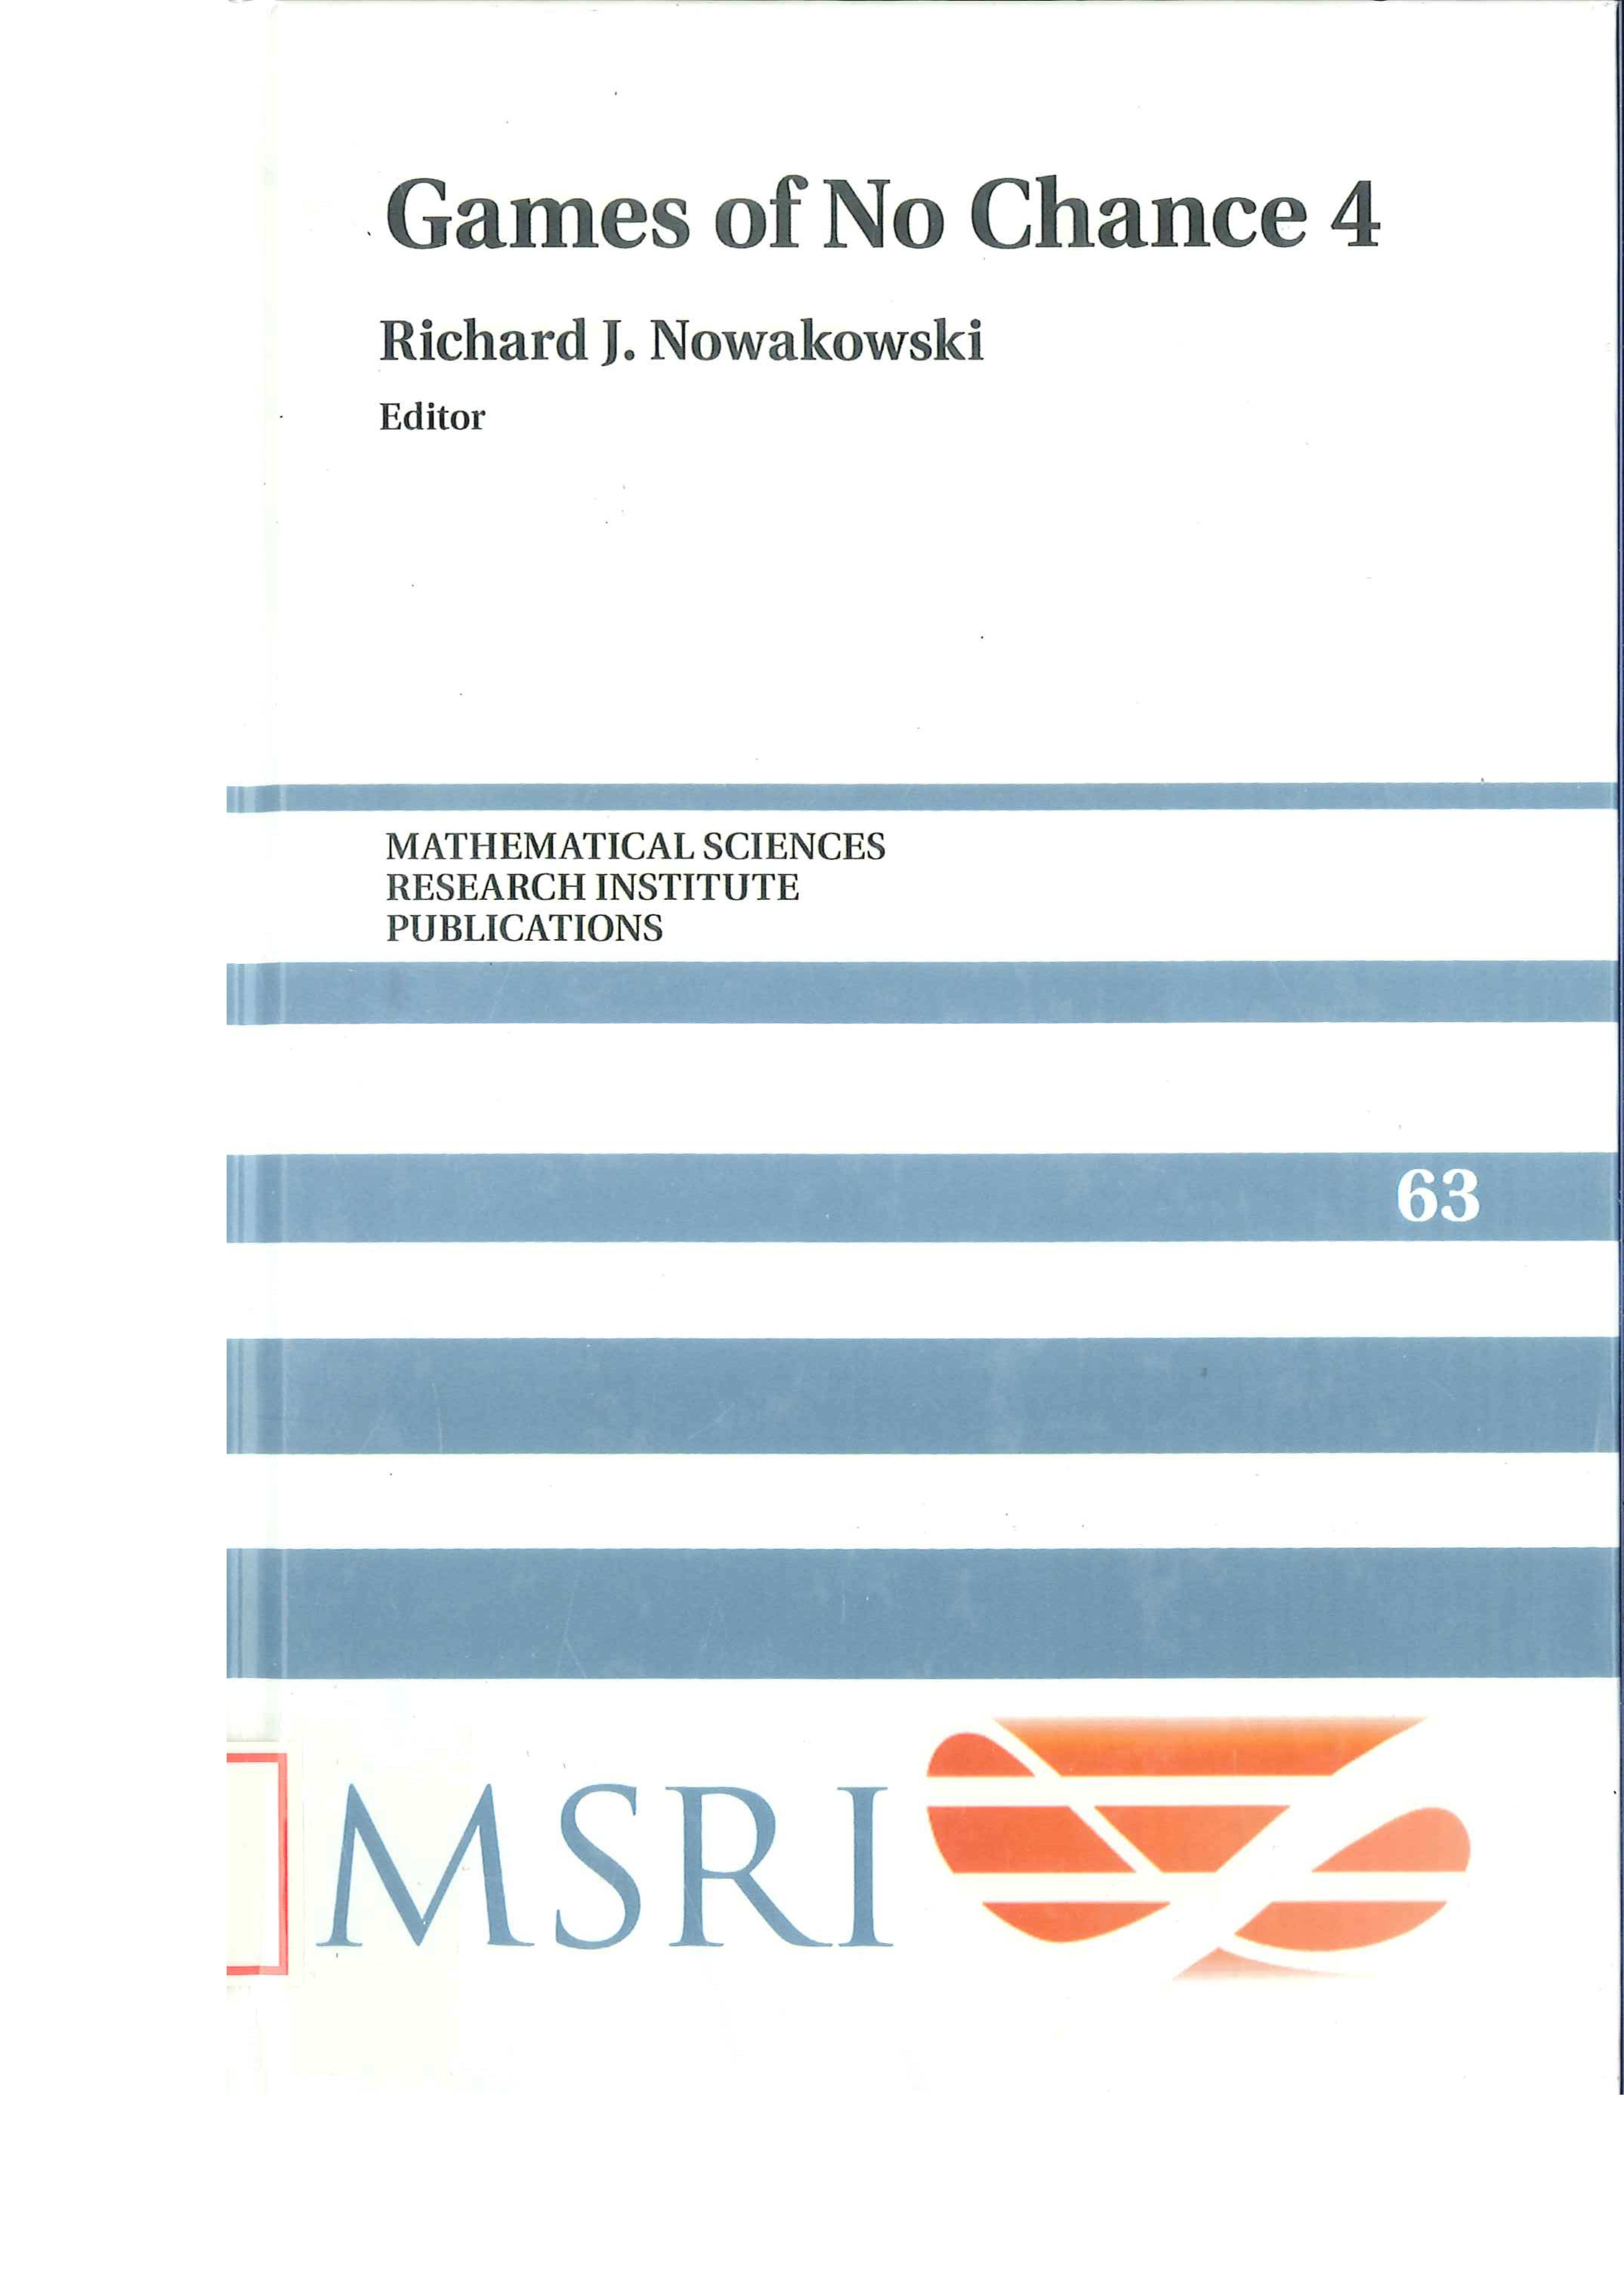 Games of No Chance 4
Richard J. Nowakowski
Editor
MATHEMATICAL SCIENCES
RESEARCH INSTITUTE
PUBLICATIONS
63
MSRI